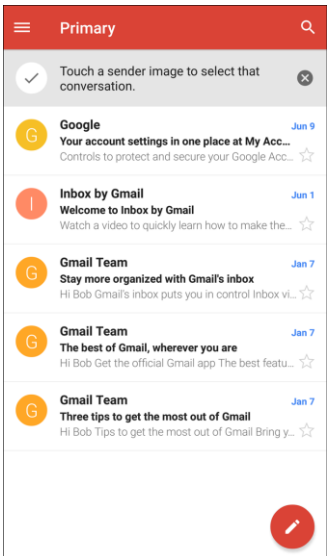 Primary
Touch a sender image to select that
conversation.
G
Google
Jun 9
Your account settings in one place at My Acc...
Controls to protect and secure your Google Acc...
I
Inbox by Gmail
Jun 1
Welcome to Inbox by Gmail
Watch a video to quickly learn how to make the...
G
Gmail Team
Jan 7
Stay more organized with Gmail's inbox
Hi Bob Gmail's inbox puts you in control Inbox vi...
G
Gmail Team
Jan 7
The best of Gmail, wherever you are
Hi Bob Get the official Gmail app The best featu...
G
Gmail Team
Jan 7
Three tips to get the most out of Gmail
Hi Bob Tips to get the most out of Gmail Bring y...